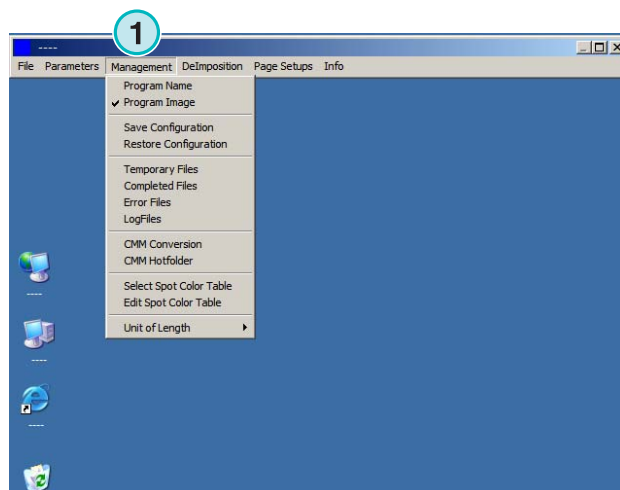 1
----
File Parameters Management DeImposition Page Setups Info
Program Name
Program Image
Save Configuration
Restore Configuration
Temporary Files
Completed Files
Error Files
LogFiles
CMM Conversion
CMM Hotfolder
Select Spot Color Table
Edit Spot Color Table
Unit of Length
----
----
----